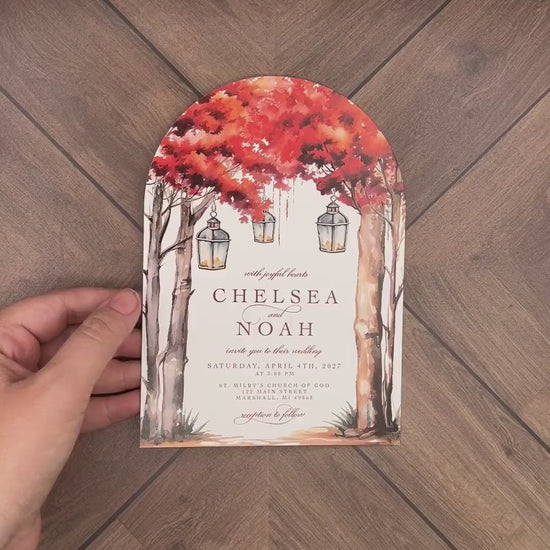 with joyful hearts
CHELSEA
and
NOAH
invite you to their wedding
SATURDAY, APRIL 4TH, 2027
AT 3:00 PM
ST. MILBY'S CHURCH OF GOD
122 MAIN STREET
MARSHALL, MI 49068
reception to follow